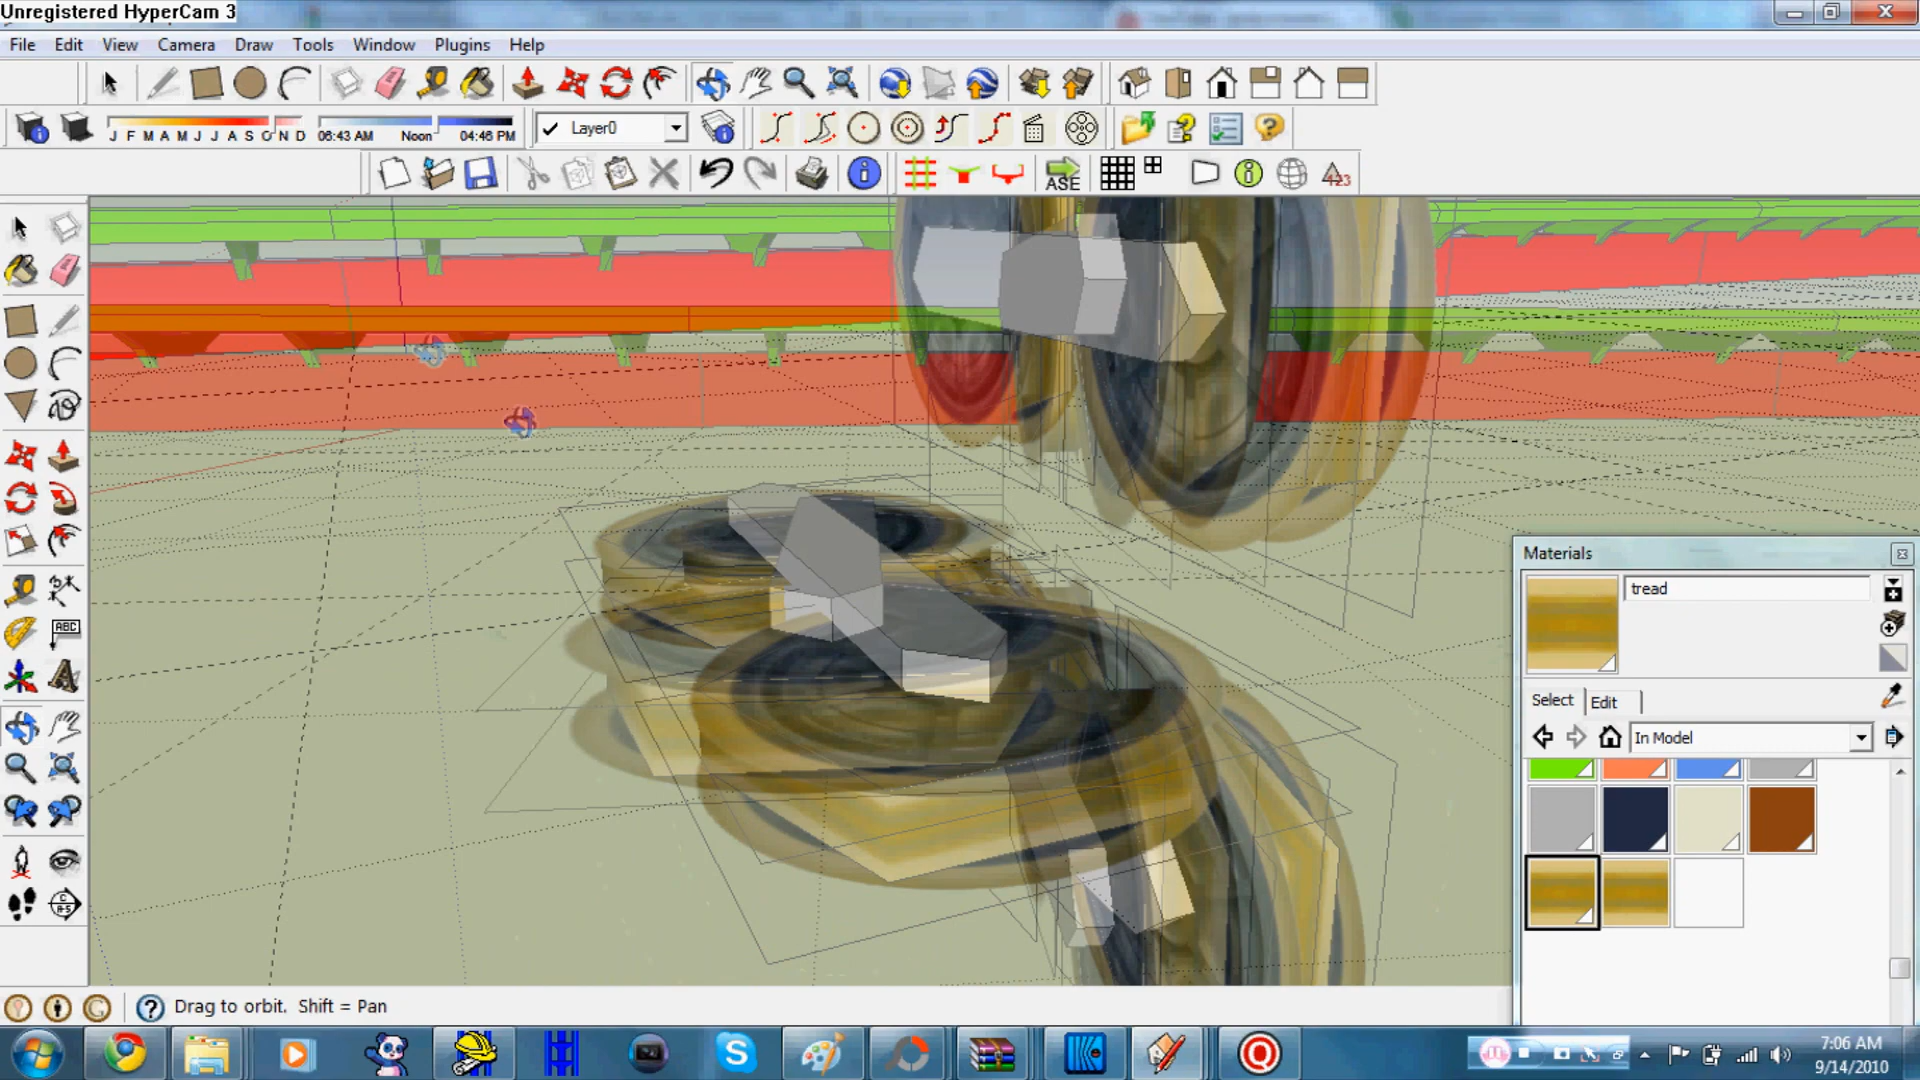 Unregistered HyperCam 3
File Edit View Camera Draw Tools Window Plugins Help
J F M A M J J A S O N D 06:43 AM Noon 04:46 PM Layer0
ASE 123
ABC
Materials
tread
Select Edit
In Model
Drag to orbit. Shift = Pan
7:06 AM
9/14/2010